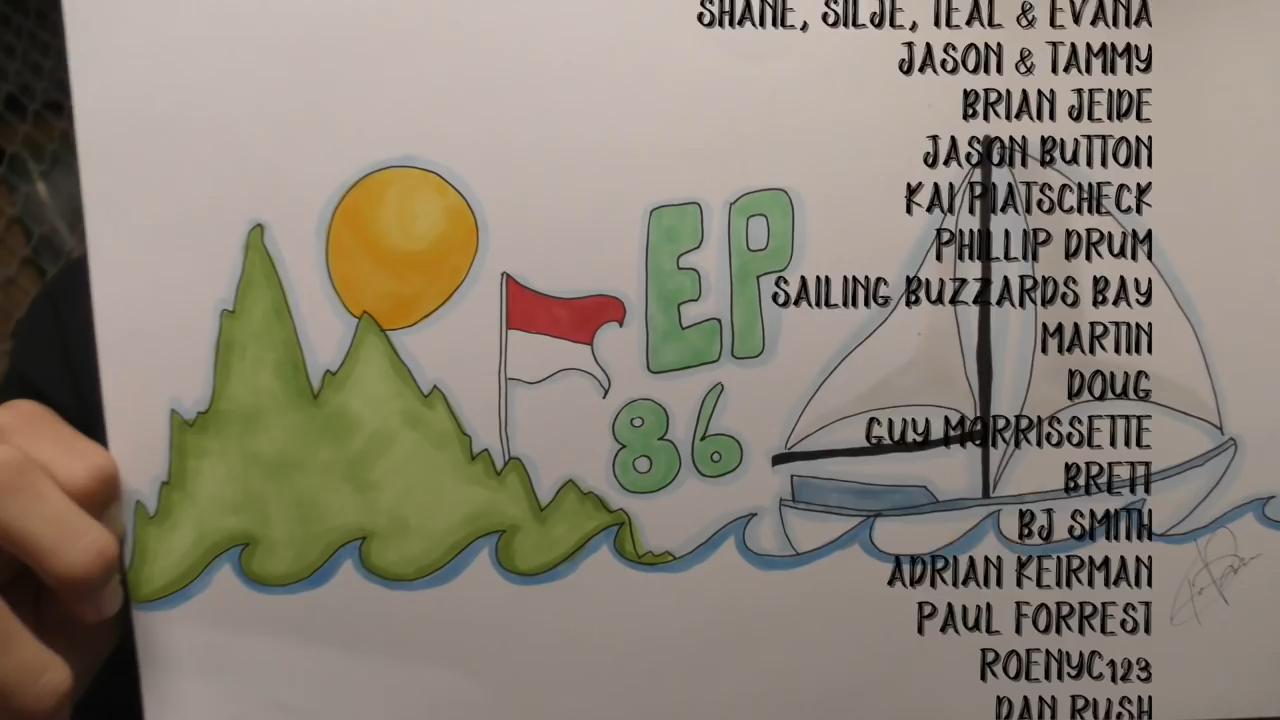 SHANE, SILJE, TEAL & EVANA
JASON & TAMMY
BRIAN JEIDE
JASON BUTTON
KAI PIATSCHECK
PHILLIP DRUM
SAILING BUZZARDS BAY
MARTIN
DOUG
GUY MORRISSETTE
BRETT
BJ SMITH
ADRIAN KEIRMAN
PAUL FORREST
ROENYC123
DAN RUSH
EP
86